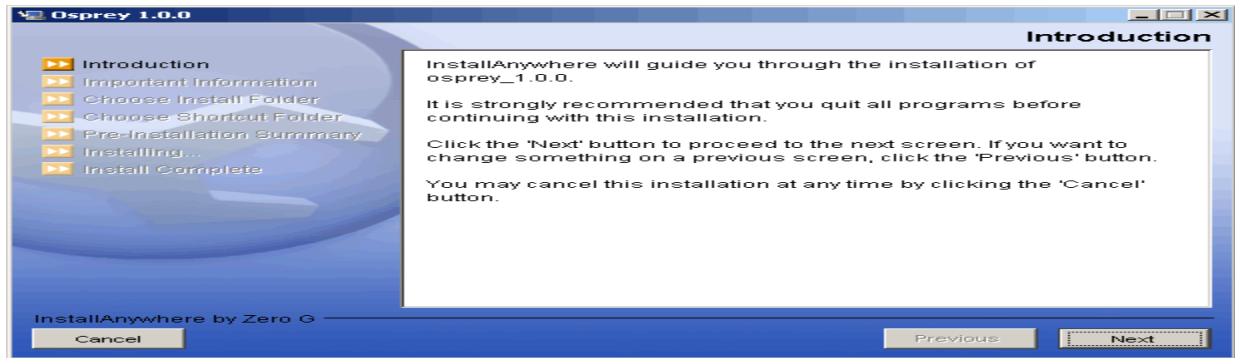 Osprey 1.0.0
Introduction
Introduction
Important Information
Choose Install Folder
Choose Shortcut Folder
Pre-Installation Summary
Installing...
Install Complete
InstallAnywhere will guide you through the installation of
osprey_1.0.0.
It is strongly recommended that you quit all programs before
continuing with this installation.
Click the 'Next' button to proceed to the next screen. If you want to
change something on a previous screen, click the 'Previous' button.
You may cancel this installation at any time by clicking the 'Cancel'
button.
InstallAnywhere by Zero G
Cancel
Previous
Next